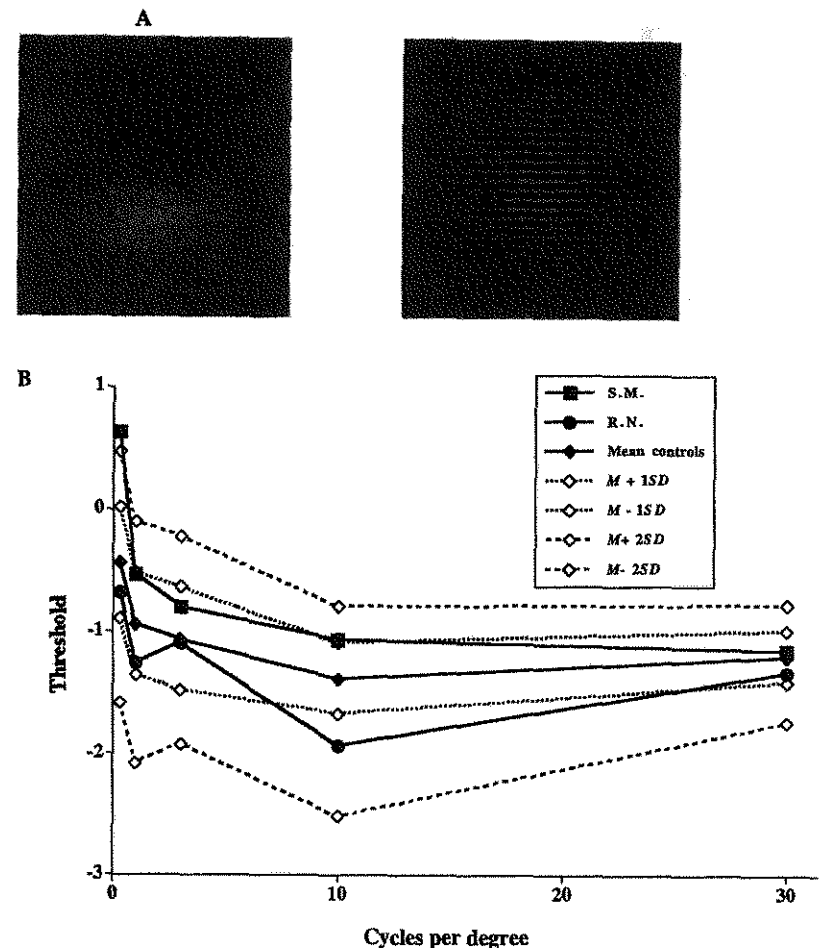 A
B
1
0
-1
-2
-3
Threshold
0
10
20
30
Cycles per degree
S.M.
R.N.
Mean controls
M + 1SD
M - 1SD
M+ 2SD
M- 2SD